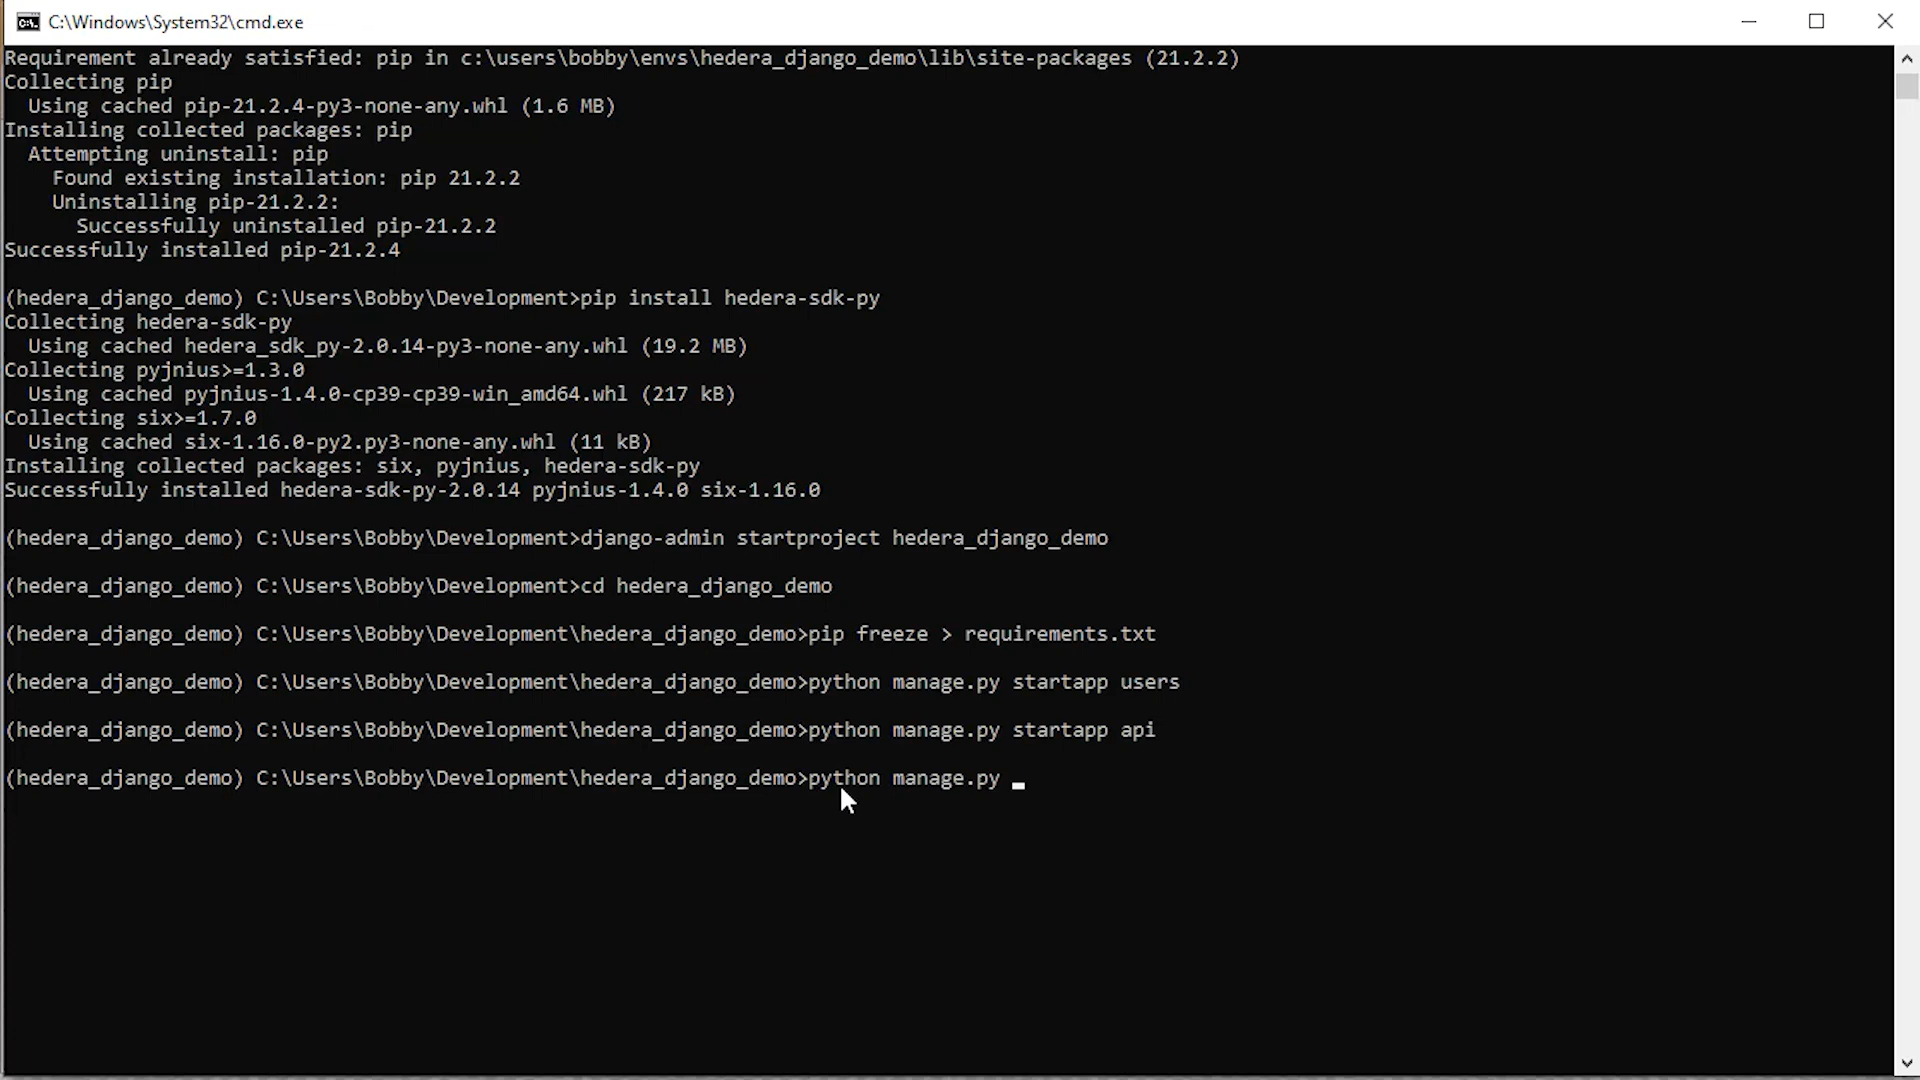 C:\Windows\System32\cmd.exe
Requirement already satisfied: pip in c:\users\bobby\envs\hedera_django_demo\lib\site-packages (21.2.2)
Collecting pip
  Using cached pip-21.2.4-py3-none-any.whl (1.6 MB)
Installing collected packages: pip
  Attempting uninstall: pip
    Found existing installation: pip 21.2.2
    Uninstalling pip-21.2.2:
      Successfully uninstalled pip-21.2.2
Successfully installed pip-21.2.4
(hedera_django_demo) C:\Users\Bobby\Development>pip install hedera-sdk-py
Collecting hedera-sdk-py
  Using cached hedera_sdk_py-2.0.14-py3-none-any.whl (19.2 MB)
Collecting pyjnius>=1.3.0
  Using cached pyjnius-1.4.0-cp39-cp39-win_amd64.whl (217 kB)
Collecting six>=1.7.0
  Using cached six-1.16.0-py2.py3-none-any.whl (11 kB)
Installing collected packages: six, pyjnius, hedera-sdk-py
Successfully installed hedera-sdk-py-2.0.14 pyjnius-1.4.0 six-1.16.0
(hedera_django_demo) C:\Users\Bobby\Development>django-admin startproject hedera_django_demo
(hedera_django_demo) C:\Users\Bobby\Development>cd hedera_django_demo
(hedera_django_demo) C:\Users\Bobby\Development\hedera_django_demo>pip freeze > requirements.txt
(hedera_django_demo) C:\Users\Bobby\Development\hedera_django_demo>python manage.py startapp users
(hedera_django_demo) C:\Users\Bobby\Development\hedera_django_demo>python manage.py startapp api
(hedera_django_demo) C:\Users\Bobby\Development\hedera_django_demo>python manage.py